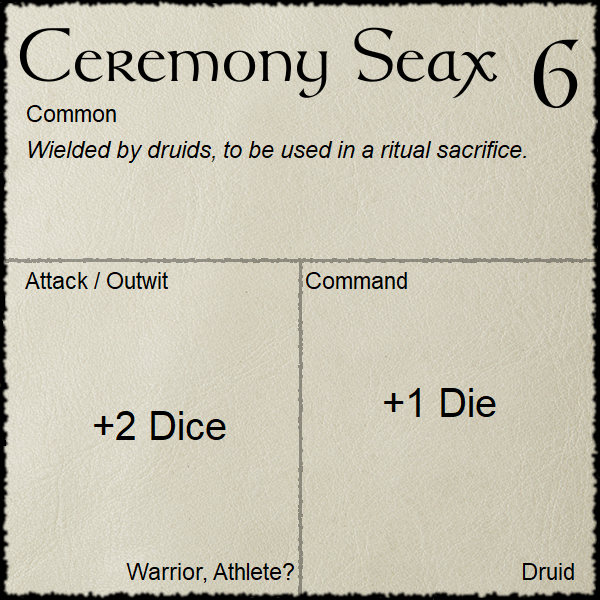 Ceremony Seax 6
Common
Wielded by druids, to be used in a ritual sacrifice.
Attack / Outwit
+2 Dice
Warrior, Athlete?
Command
+1 Die
Druid